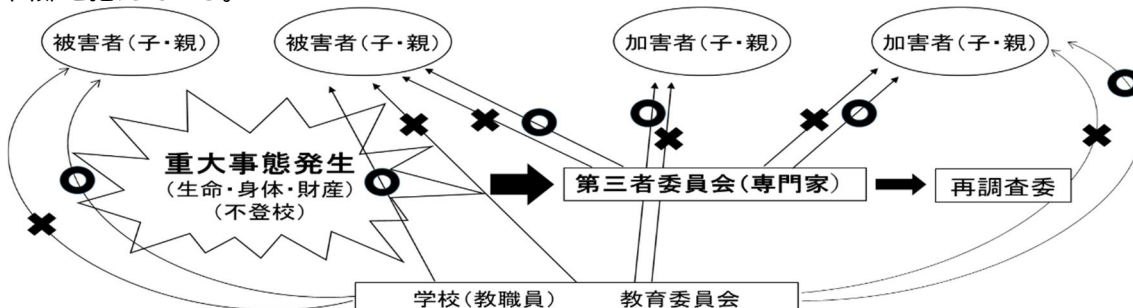 被害者(子・親)
被害者(子・親)
加害者(子・親)
加害者(子・親)
重大事態発生
(生命・身体・財産)
(不登校)
第三者委員会(専門家)
再調査委
学校(教職員)
教育委員会